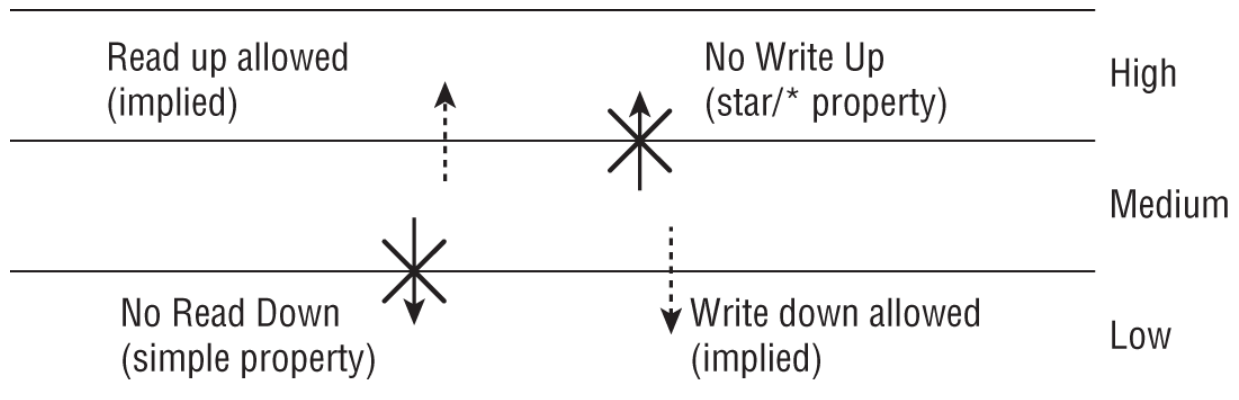 Read up allowed
(implied)
No Write Up
(star/* property)
High
Medium
No Read Down
(simple property)
Write down allowed
(implied)
Low